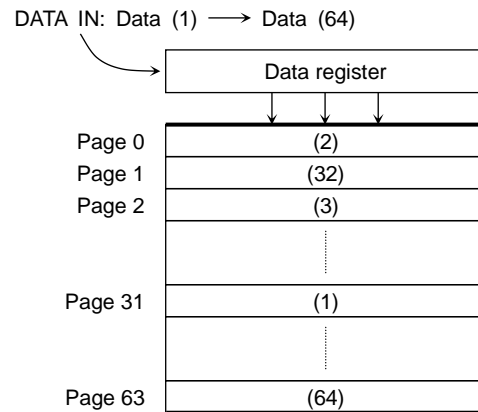 DATA IN: Data (1) → Data (64)
Data register
Page 0 (2)
Page 1 (32)
Page 2 (3)
Page 31 (1)
Page 63 (64)